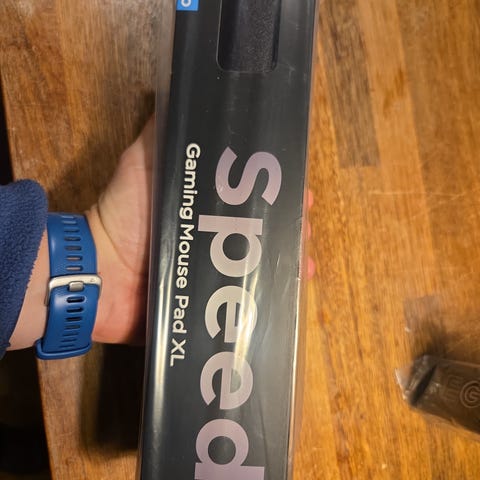 Speed
Gaming Mouse Pad XL